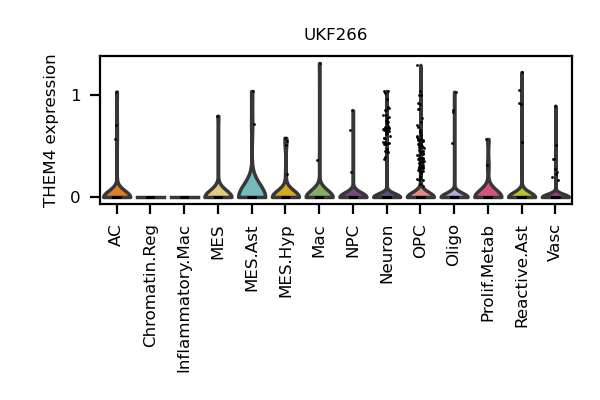 UKF266
THEM4 expression
1
0
AC
Chromatin.Reg
Inflammatory.Mac
MES
MES.Ast
MES.Hyp
Mac
NPC
Neuron
OPC
Oligo
Prolif.Metab
Reactive.Ast
Vasc